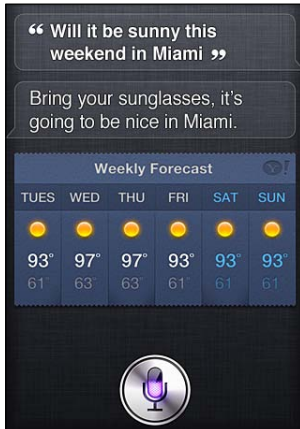 “ Will it be sunny this
weekend in Miami ”
Bring your sunglasses, it's
going to be nice in Miami.
Weekly Forecast Y!
TUES WED THU FRI SAT SUN
93° 97° 97° 93° 93° 93°
61° 63° 63° 61° 61 61